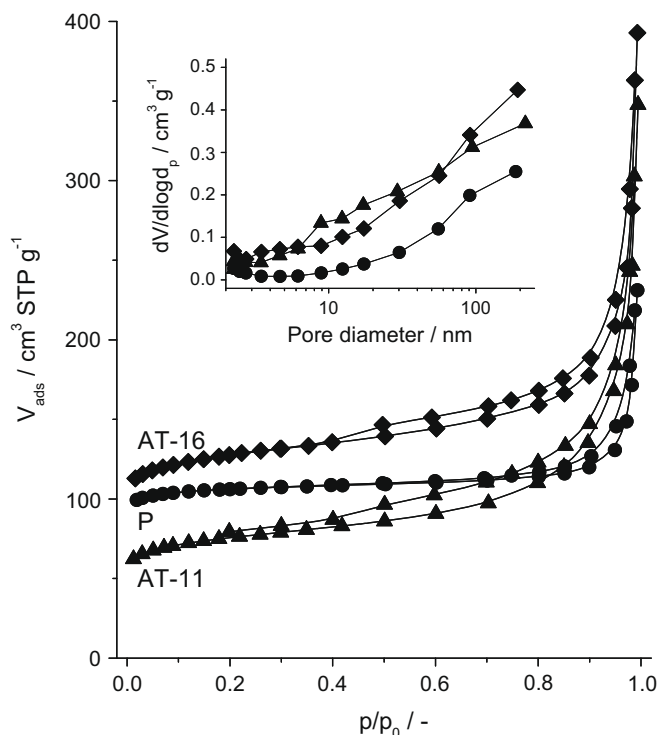 400
300
200
100
0
V_ads / cm³ STP g⁻¹
0.5
0.4
0.3
0.2
0.1
0.0
dV/dlogd_p / cm³ g⁻¹
10 100
Pore diameter / nm
AT-16
P
AT-11
0.0 0.2 0.4 0.6 0.8 1.0
p/p₀ / -